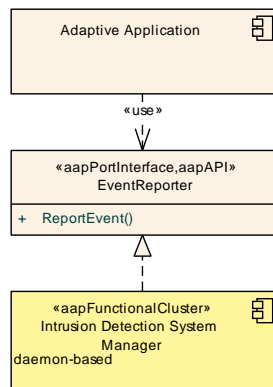 Adaptive Application
«use»
«aapPortInterface,aapAPI»
EventReporter
+ ReportEvent()
«aapFunctionalCluster»
Intrusion Detection System
Manager
daemon-based